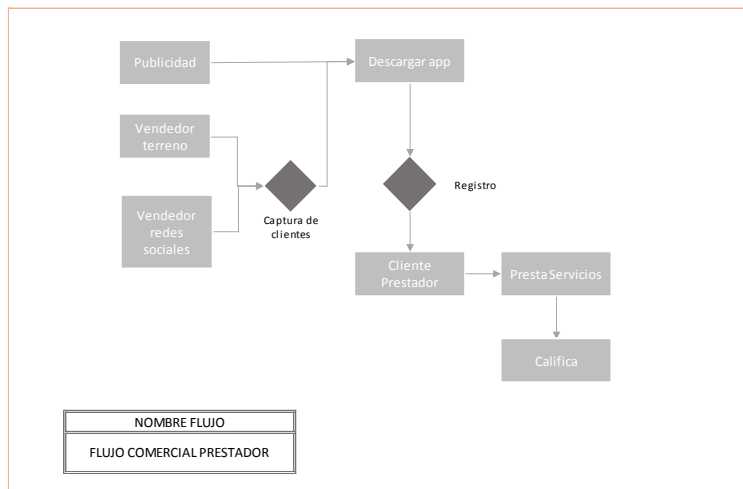 Publicidad
Descargar app
Vendedor
terreno
Registro
Vendedor
redes
sociales
Captura de
clientes
Cliente
Prestador
Presta Servicios
Califica
NOMBRE FLUJO
FLUJO COMERCIAL PRESTADOR